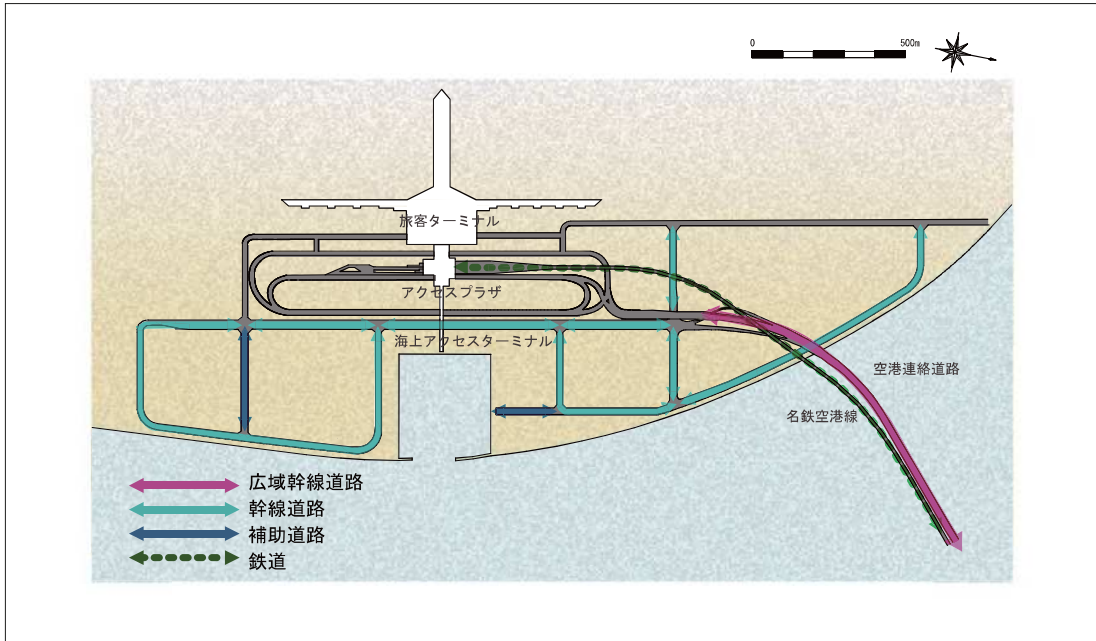 0 500m
旅客ターミナル
アクセスプラザ
海上アクセスターミナル
空港連絡道路
名鉄空港線
広域幹線道路
幹線道路
補助道路
鉄道